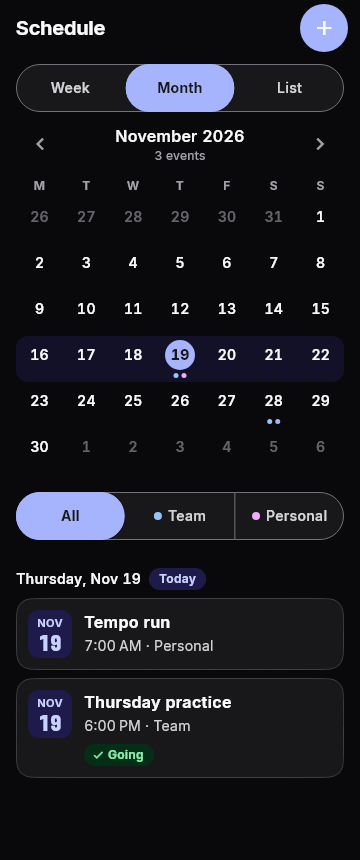 Schedule
Week Month List
November 2026
3 events
M T W T F S S
26 27 28 29 30 31 1
2 3 4 5 6 7 8
9 10 11 12 13 14 15
16 17 18 19 20 21 22
23 24 25 26 27 28 29
30 1 2 3 4 5 6
All Team Personal
Thursday, Nov 19 Today
NOV
19
Tempo run
7:00 AM · Personal
NOV
19
Thursday practice
6:00 PM · Team
Going